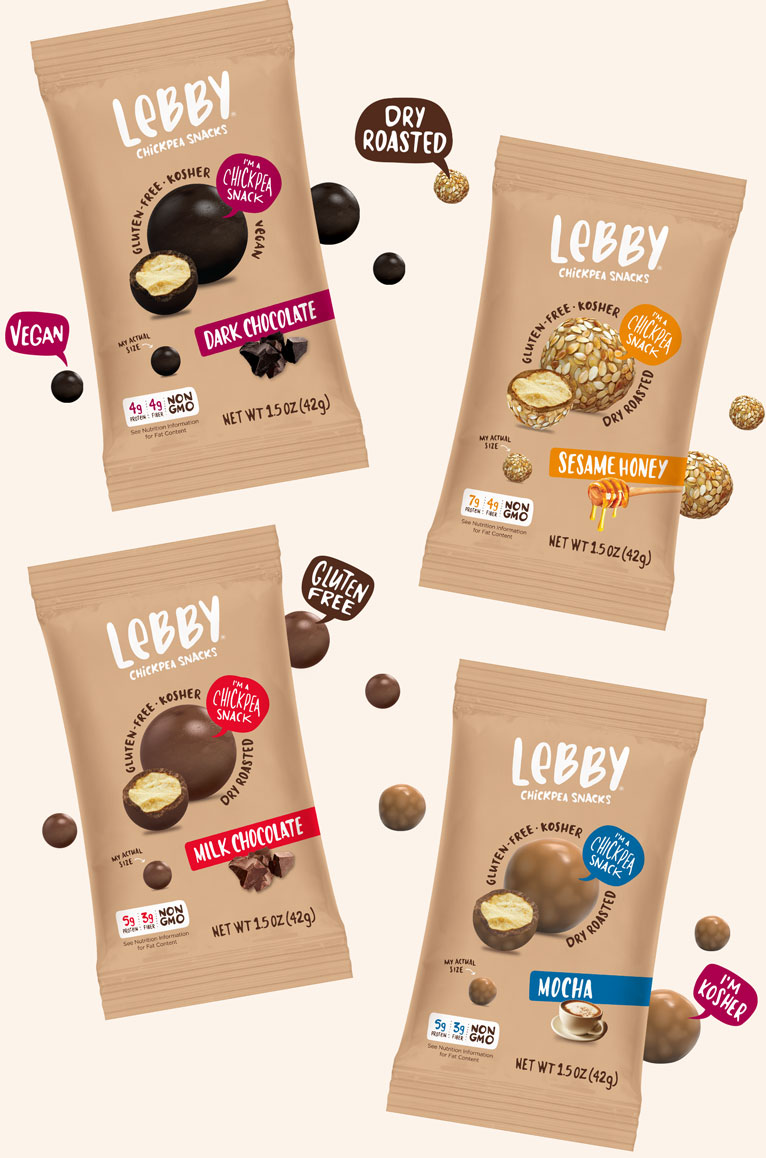 LeBBY®
CHiCKPEA SNACKS
GLUTEN-FREE · KOSHER
VEGAN
I'M A
CHiCKPEA
SNACK
DARK CHOCOLATE
MY ACTUAL
SIZE
4g PROTEIN 4g FIBER NON GMO
See Nutrition Information
for Fat Content
NET WT 1.5 OZ (42g)
VEGAN
DRY
ROASTED
LeBBY®
CHiCKPEA SNACKS
GLUTEN-FREE · KOSHER
DRY ROASTED
I'M A
CHiCKPEA
SNACK
SESAME HONEY
MY ACTUAL
SIZE
7g PROTEIN 4g FIBER NON GMO
See Nutrition Information
for Fat Content
NET WT 1.5 OZ (42g)
GLUTEN
FREE
LeBBY®
CHiCKPEA SNACKS
GLUTEN-FREE · KOSHER
DRY ROASTED
I'M A
CHiCKPEA
SNACK
MILK CHOCOLATE
MY ACTUAL
SIZE
5g PROTEIN 3g FIBER NON GMO
See Nutrition Information
for Fat Content
NET WT 1.5 OZ (42g)
LeBBY®
CHiCKPEA SNACKS
GLUTEN-FREE · KOSHER
DRY ROASTED
I'M A
CHiCKPEA
SNACK
MOCHA
MY ACTUAL
SIZE
5g PROTEIN 3g FIBER NON GMO
See Nutrition Information
for Fat Content
NET WT 1.5 OZ (42g)
I'M
KOSHER